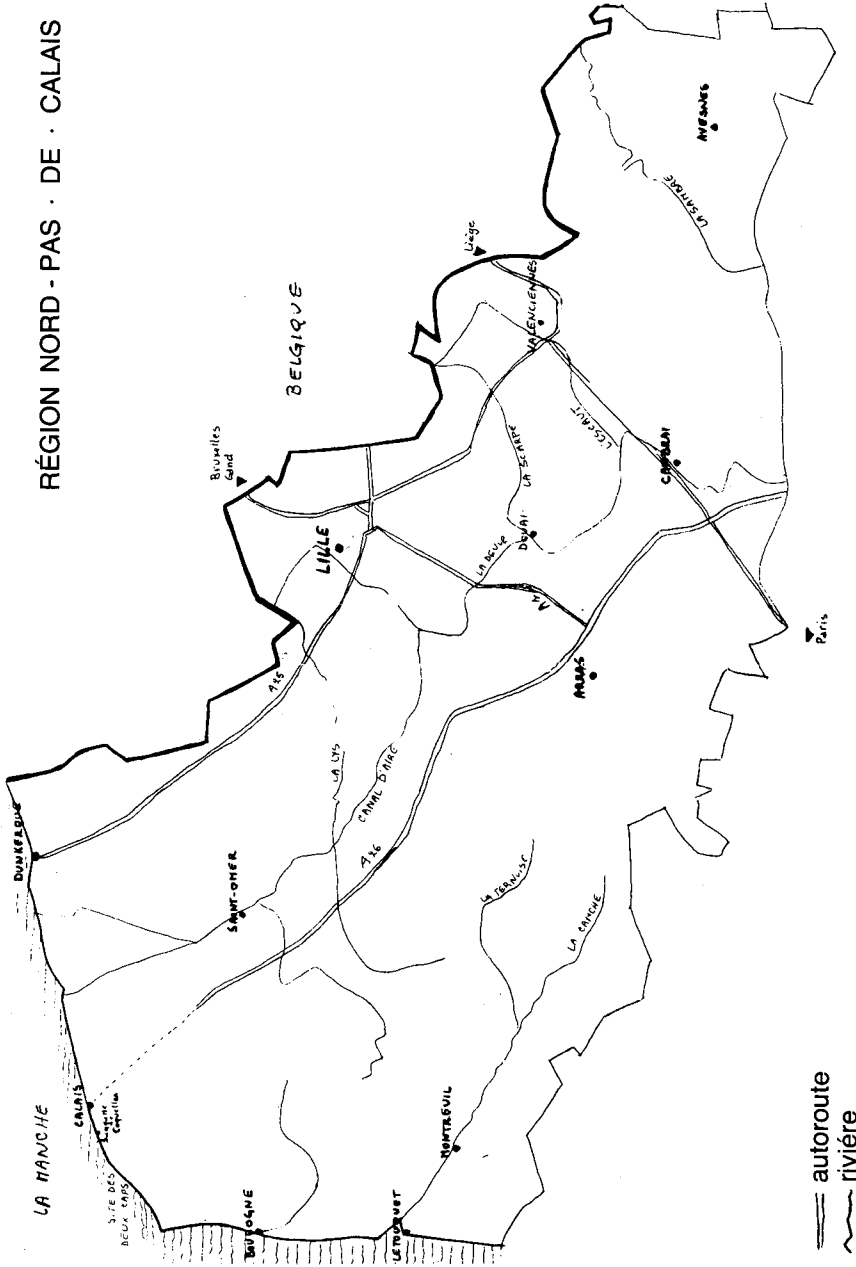 RÉGION NORD - PAS · DE · CALAIS
LA MANCHE
SITE DES
DEUX CAPS
CALAIS
Coquelles
DUNKERQUE
BOULOGNE
LE TOUQUET
MONTREUIL
SAINT-OMER
A25
A26
LA LYS
CANAL D'AIRE
LA TERNOISE
LA CANCHE
BELGIQUE
Bruxelles
Gand
LILLE
Liège
VALENCIENNES
LA SCARPE
L'ESCAUT
LA DEULE
DOUAI
CAMBRAI
ARRAS
Paris
LA SAMBRE
AVESNES
autoroute
riviére